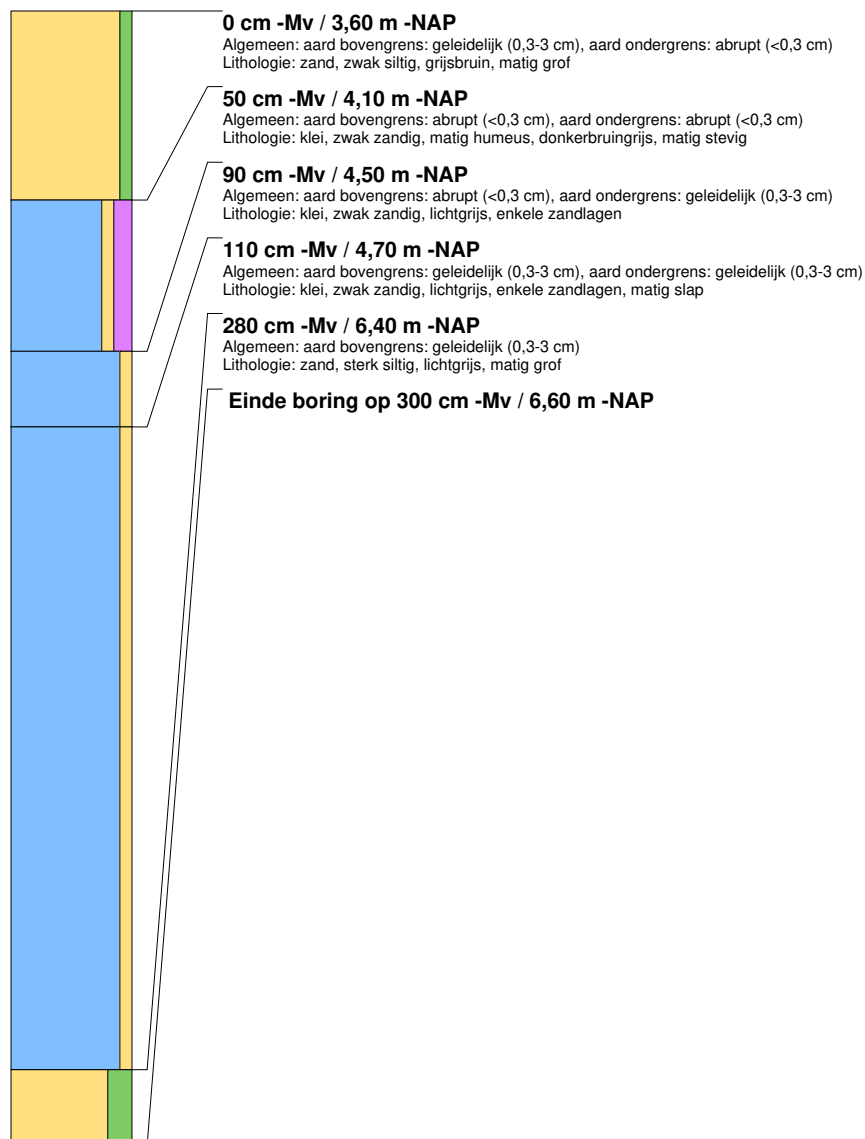 0 cm -Mv / 3,60 m -NAP
Algemeen: aard bovengrens: geleidelijk (0,3-3 cm), aard ondergrens: abrupt (<0,3 cm)
Lithologie: zand, zwak siltig, grijsbruin, matig grof
50 cm -Mv / 4,10 m -NAP
Algemeen: aard bovengrens: abrupt (<0,3 cm), aard ondergrens: abrupt (<0,3 cm)
Lithologie: klei, zwak zandig, matig humeus, donkerbruingrijs, matig stevig
90 cm -Mv / 4,50 m -NAP
Algemeen: aard bovengrens: abrupt (<0,3 cm), aard ondergrens: geleidelijk (0,3-3 cm)
Lithologie: klei, zwak zandig, lichtgrijs, enkele zandlagen
110 cm -Mv / 4,70 m -NAP
Algemeen: aard bovengrens: geleidelijk (0,3-3 cm), aard ondergrens: geleidelijk (0,3-3 cm)
Lithologie: klei, zwak zandig, lichtgrijs, enkele zandlagen, matig slap
280 cm -Mv / 6,40 m -NAP
Algemeen: aard bovengrens: geleidelijk (0,3-3 cm)
Lithologie: zand, sterk siltig, lichtgrijs, matig grof
Einde boring op 300 cm -Mv / 6,60 m -NAP